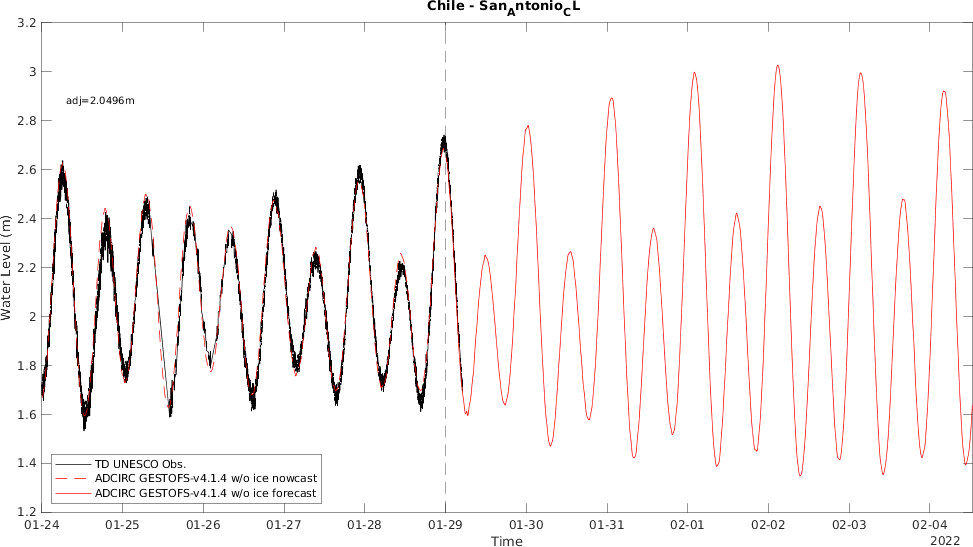 Chile - SanAntonioCL
3.2
3
2.8
2.6
2.4
2.2
2
1.8
1.6
1.4
1.2
Water Level (m)
adj=2.0496m
TD UNESCO Obs.
ADCIRC GESTOFS-v4.1.4 w/o ice nowcast
ADCIRC GESTOFS-v4.1.4 w/o ice forecast
01-24 01-25 01-26 01-27 01-28 01-29 01-30 01-31 02-01 02-02 02-03 02-04
Time
2022